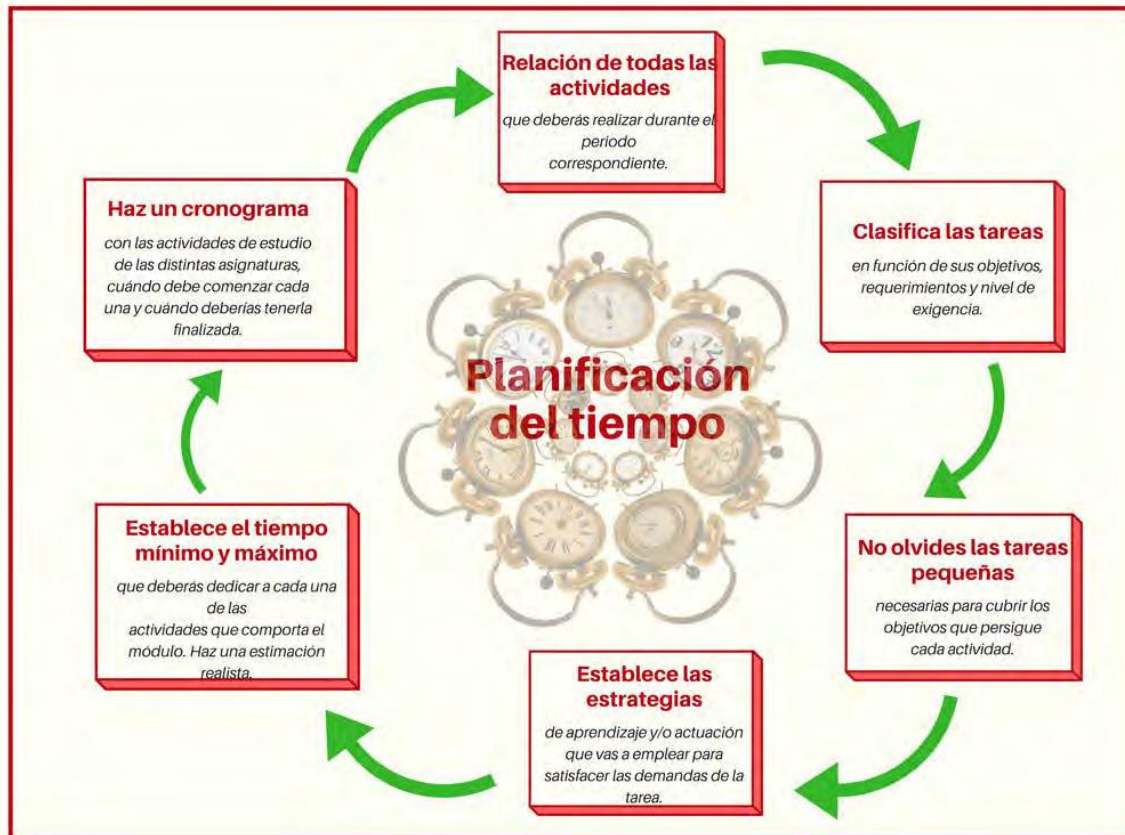 Relación de todas las
actividades
que deberás realizar durante el
período
correspondiente.
Clasifica las tareas
en función de sus objetivos,
requerimientos y nivel de
exigencia.
No olvides las tareas
pequeñas
necesarias para cubrir los
objetivos que persigue
cada actividad.
Establece las
estrategias
de aprendizaje y/o actuación
que vas a emplear para
satisfacer las demandas de la
tarea.
Establece el tiempo
mínimo y máximo
que deberás dedicar a cada una
de las
actividades que comporta el
módulo. Haz una estimación
realista.
Haz un cronograma
con las actividades de estudio
de las distintas asignaturas,
cuándo debe comenzar cada
una y cuándo deberías tenerla
finalizada.
Planificación
del tiempo